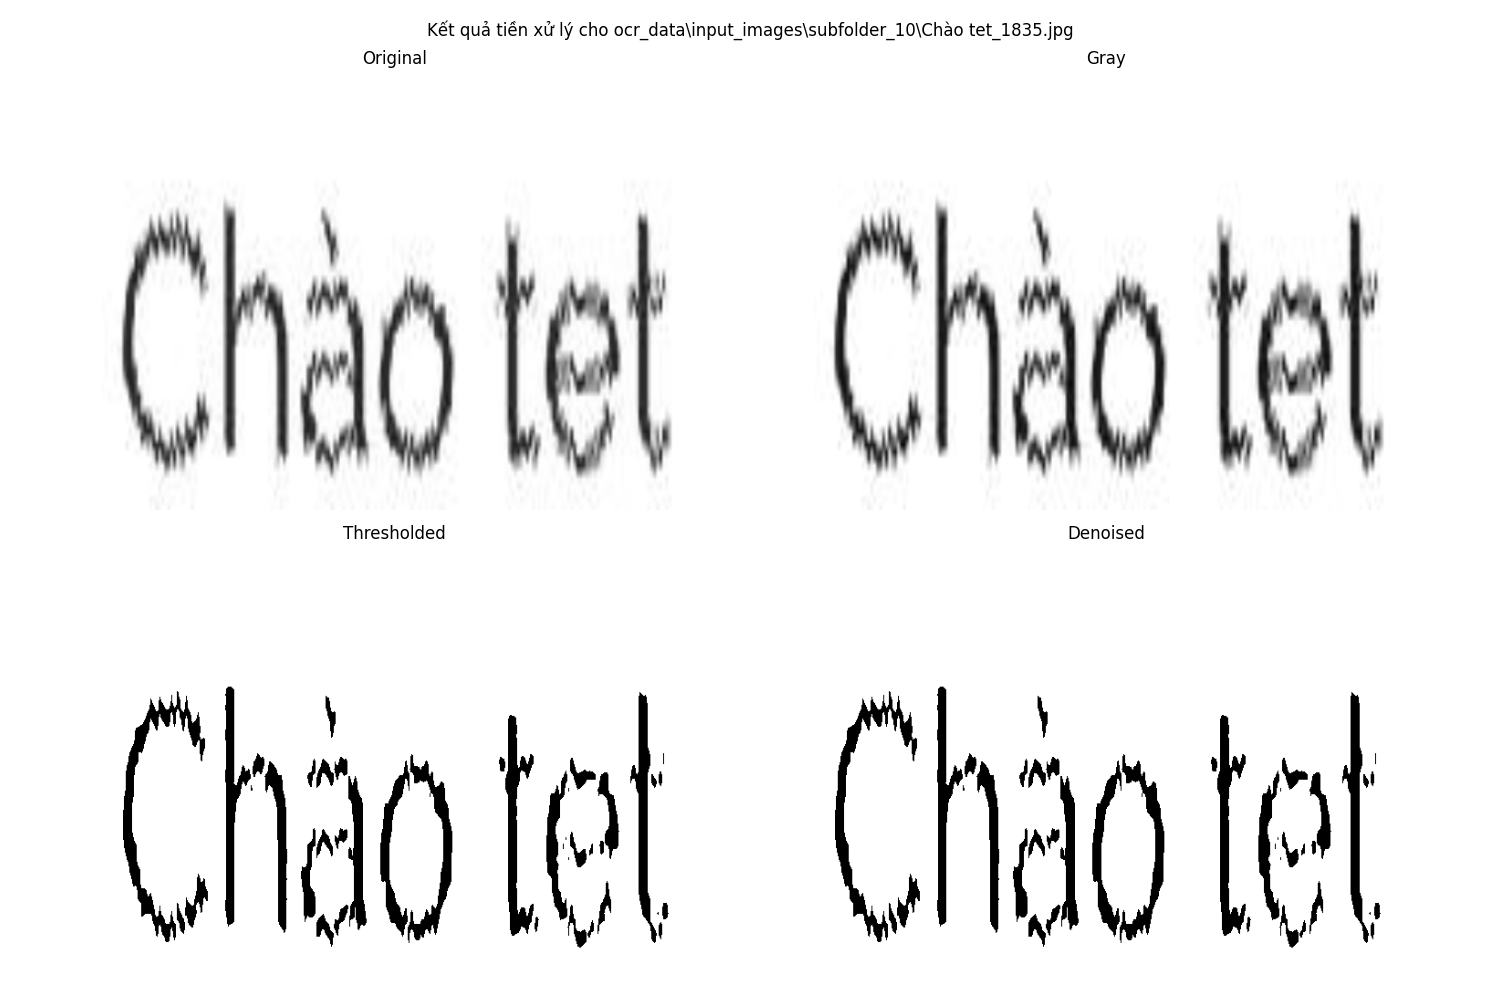 Kết quả tiền xử lý cho ocr_data\input_images\subfolder_10\Chào tet_1835.jpg
Original
Gray
Chào tet
Chào tet
Thresholded
Denoised
Chào tet
Chào tet